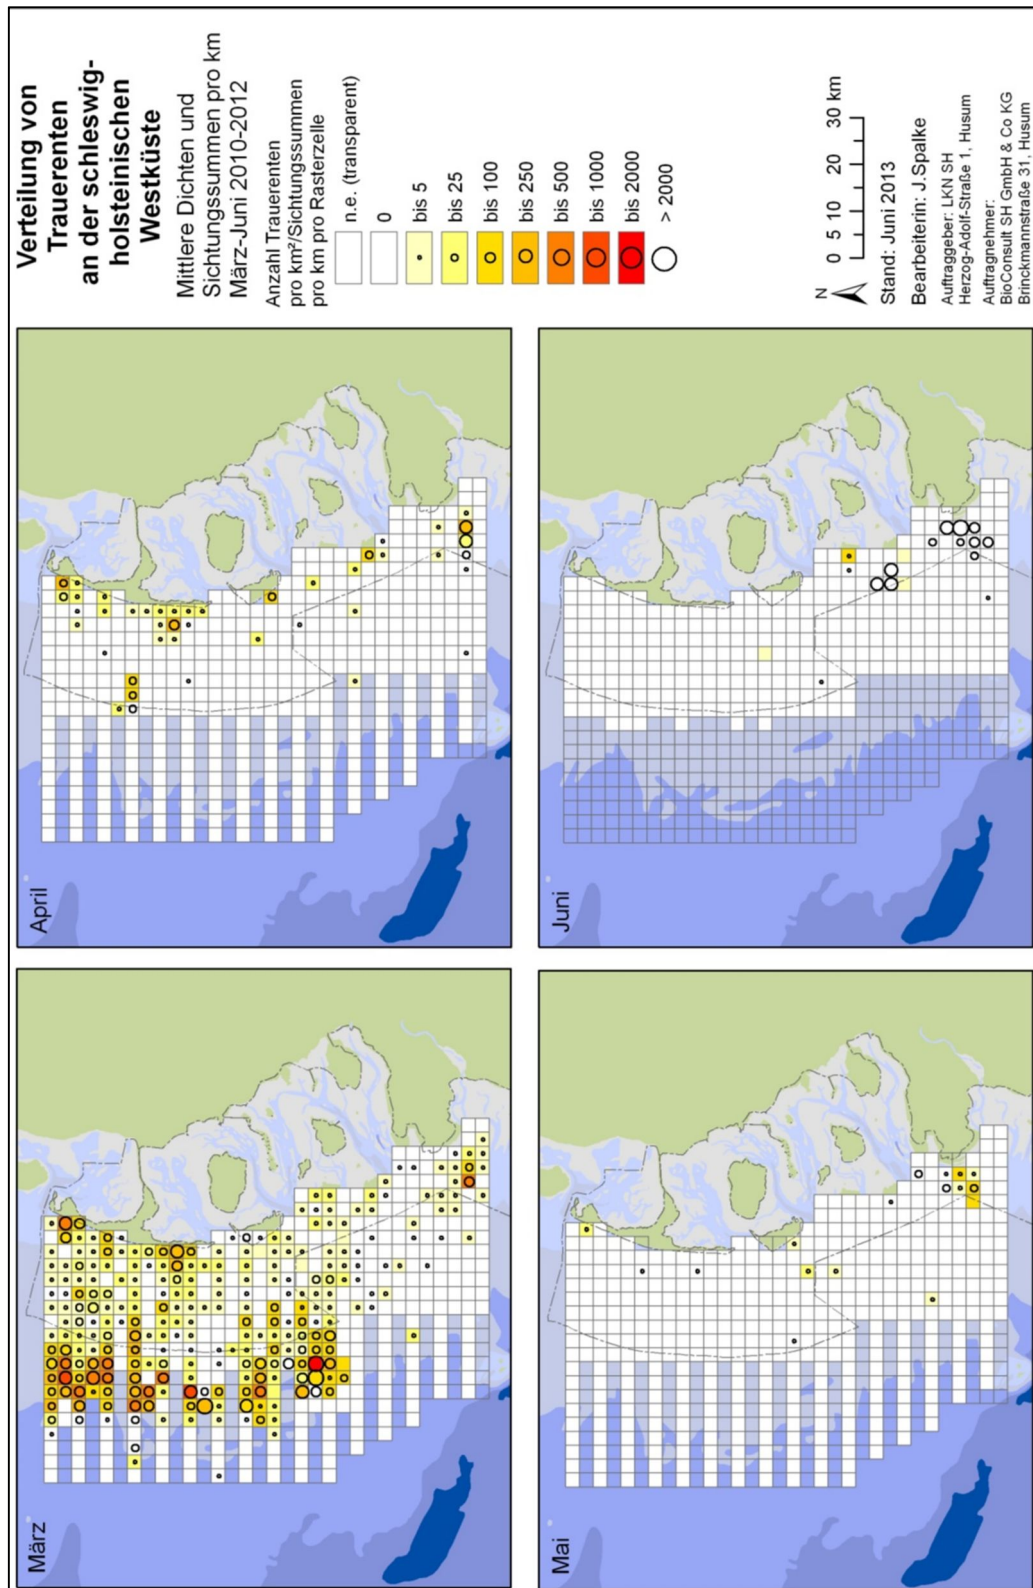 Verteilung von
Trauerenten
an der schleswig-
holsteinischen
Westküste
Mittlere Dichten und
Sichtungssummen pro km
März-Juni 2010-2012
Anzahl Trauerenten
pro km²/Sichtungssummen
pro km pro Rasterzelle
n.e. (transparent)
0
bis 5
bis 25
bis 100
bis 250
bis 500
bis 1000
bis 2000
> 2000
N
0 5 10 20 30 km
Stand: Juni 2013
Bearbeiterin: J.Spalke
Auftraggeber: LKN SH
Herzog-Adolf-Straße 1, Husum
Auftragnehmer:
BioConsult SH GmbH & Co KG
Brinckmannstraße 31, Husum
März
April
Mai
Juni